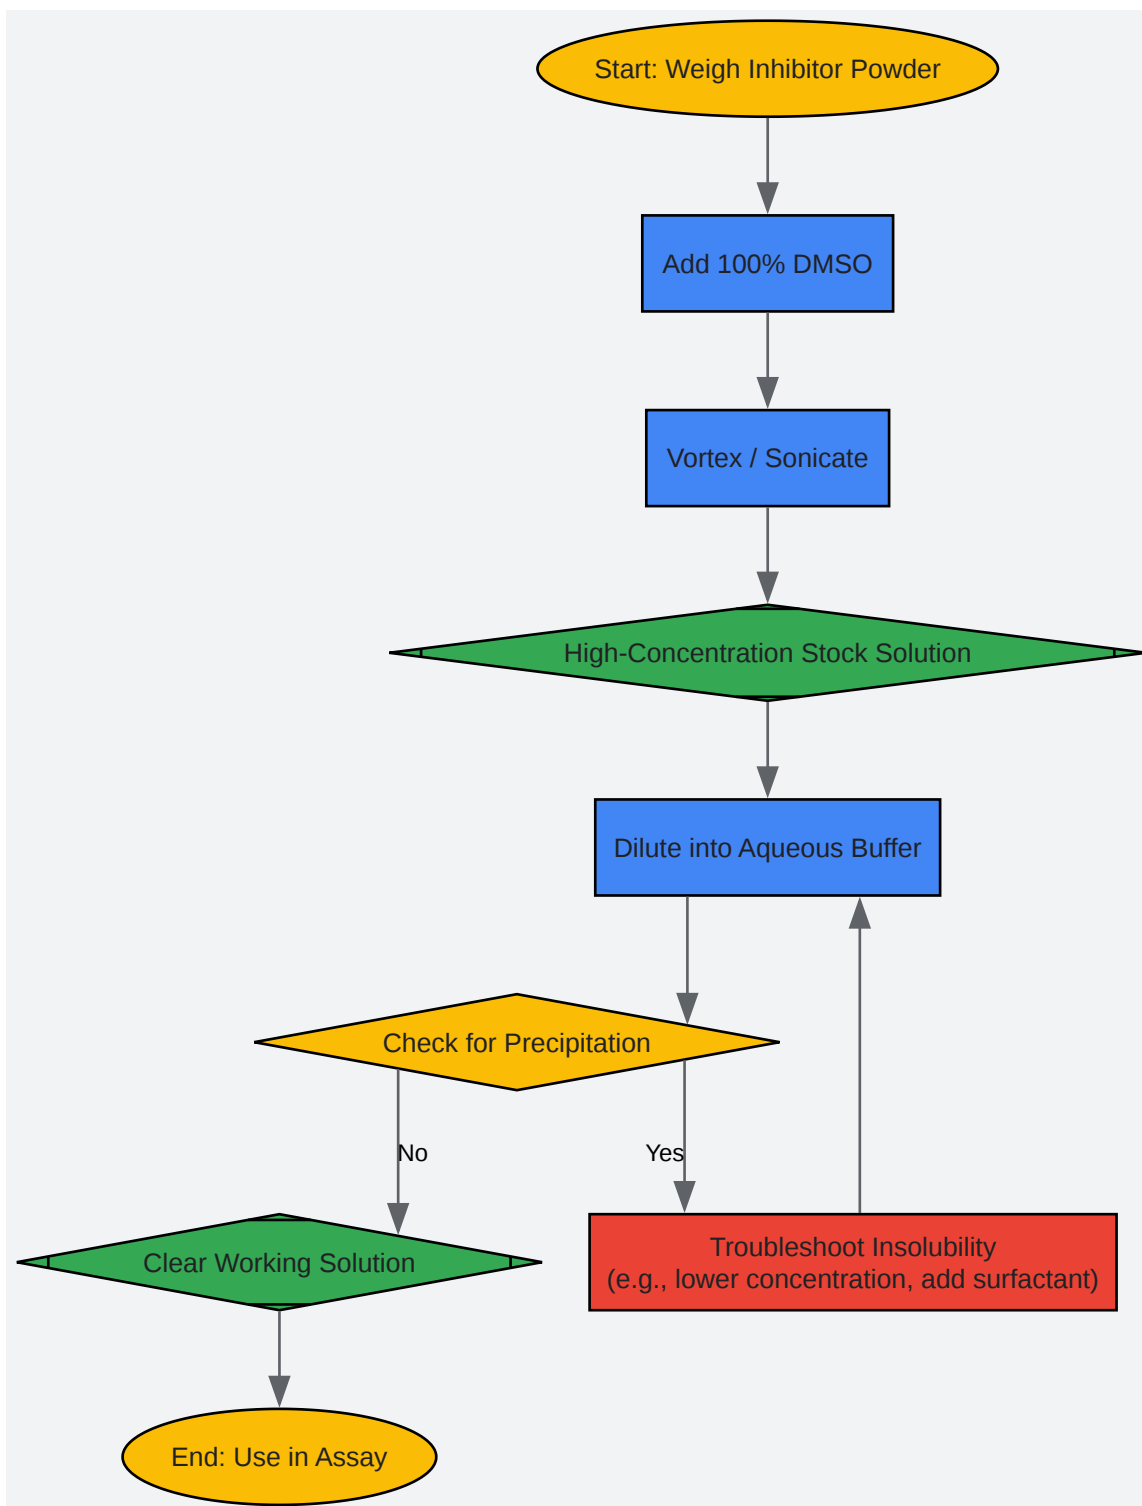 Start: Weigh Inhibitor Powder
Add 100% DMSO
Vortex / Sonicate
High-Concentration Stock Solution
Dilute into Aqueous Buffer
Check for Precipitation
No
Yes
Clear Working Solution
Troubleshoot Insolubility
(e.g., lower concentration, add surfactant)
End: Use in Assay